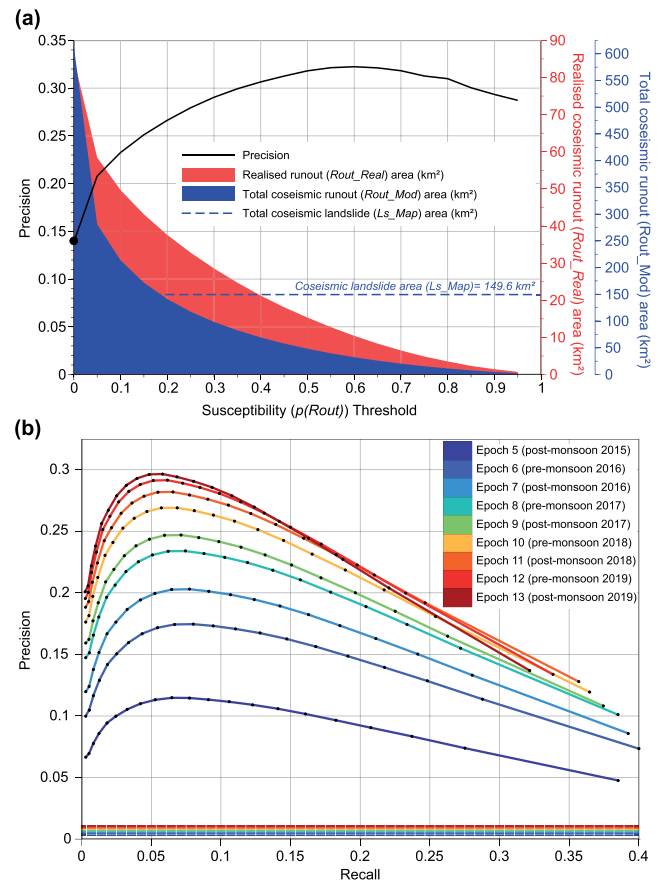 (a)
0.35
0.30
0.25
0.20
0.15
0.10
0.05
0
Precision
0
0.1
0.2
0.3
0.4
0.5
0.6
0.7
0.8
0.9
1
Susceptibility (p(Rout)) Threshold
90
80
70
60
50
40
30
20
10
0
Realised coseismic runout (Rout_Real) area (km²)
600
550
500
450
400
350
300
250
200
150
100
50
0
Total coseismic runout (Rout_Mod) area (km²)
Precision
Realised runout (Rout_Real) area (km²)
Total coseismic runout (Rout_Mod) area (km²)
Total coseismic landslide (Ls_Map) area (km²)
Coseismic landslide area (Ls_Map)= 149.6 km²
(b)
0.3
0.25
0.2
0.15
0.1
0.05
0
Precision
0
0.05
0.1
0.15
0.2
0.25
0.3
0.35
0.4
Recall
Epoch 5 (post-monsoon 2015)
Epoch 6 (pre-monsoon 2016)
Epoch 7 (post-monsoon 2016)
Epoch 8 (pre-monsoon 2017)
Epoch 9 (post-monsoon 2017)
Epoch 10 (pre-monsoon 2018)
Epoch 11 (post-monsoon 2018)
Epoch 12 (pre-monsoon 2019)
Epoch 13 (post-monsoon 2019)